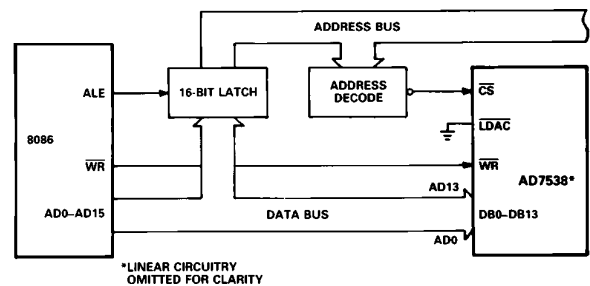 ADDRESS BUS
ALE
16-BIT LATCH
ADDRESS
DECODE
CS
LDAC
8086
WR
WR
AD7538*
AD13
AD0–AD15
DATA BUS
DB0–DB13
AD0
*LINEAR CIRCUITRY
OMITTED FOR CLARITY